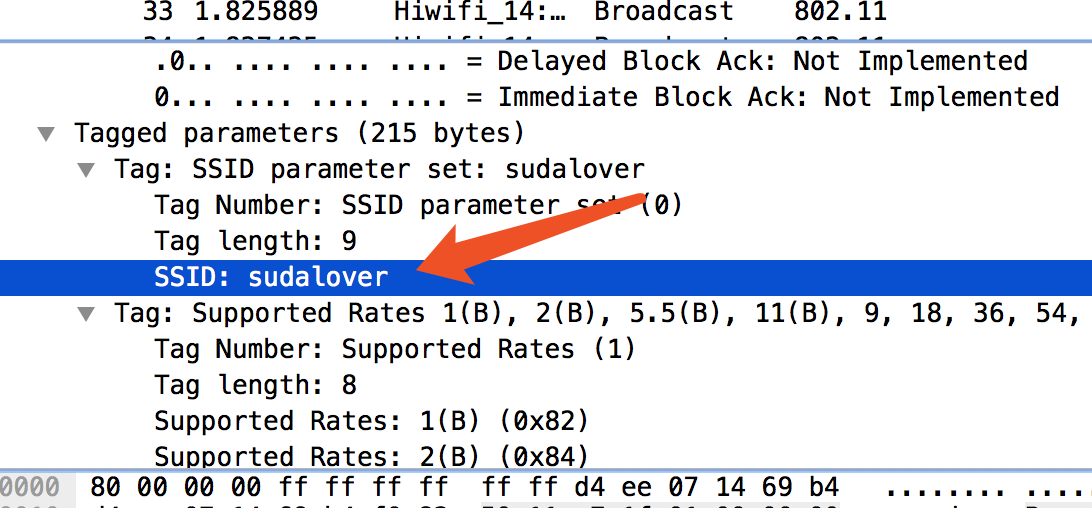 33 1.825889 Hiwifi_14:… Broadcast 802.11
.0.. .... .... .... = Delayed Block Ack: Not Implemented
0... .... .... .... = Immediate Block Ack: Not Implemented
Tagged parameters (215 bytes)
Tag: SSID parameter set: sudalover
Tag Number: SSID parameter set (0)
Tag length: 9
SSID: sudalover
Tag: Supported Rates 1(B), 2(B), 5.5(B), 11(B), 9, 18, 36, 54,
Tag Number: Supported Rates (1)
Tag length: 8
Supported Rates: 1(B) (0x82)
Supported Rates: 2(B) (0x84)
0000 80 00 00 00 ff ff ff ff ff ff d4 ee 07 14 69 b4 ........ .....